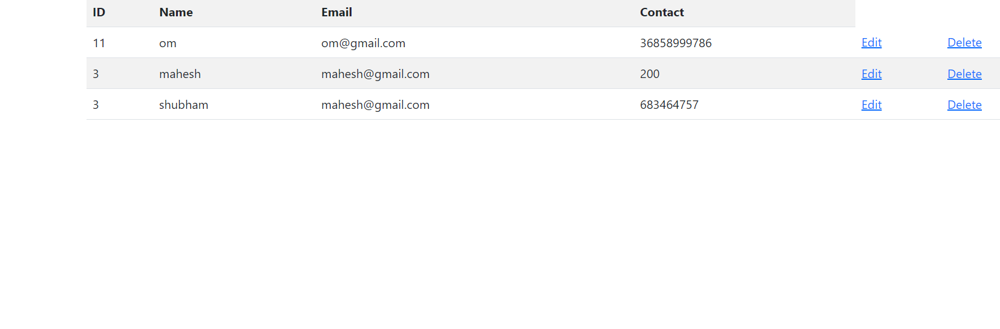 ID Name Email Contact
11 om om@gmail.com 36858999786 Edit Delete
3 mahesh mahesh@gmail.com 200 Edit Delete
3 shubham mahesh@gmail.com 683464757 Edit Delete